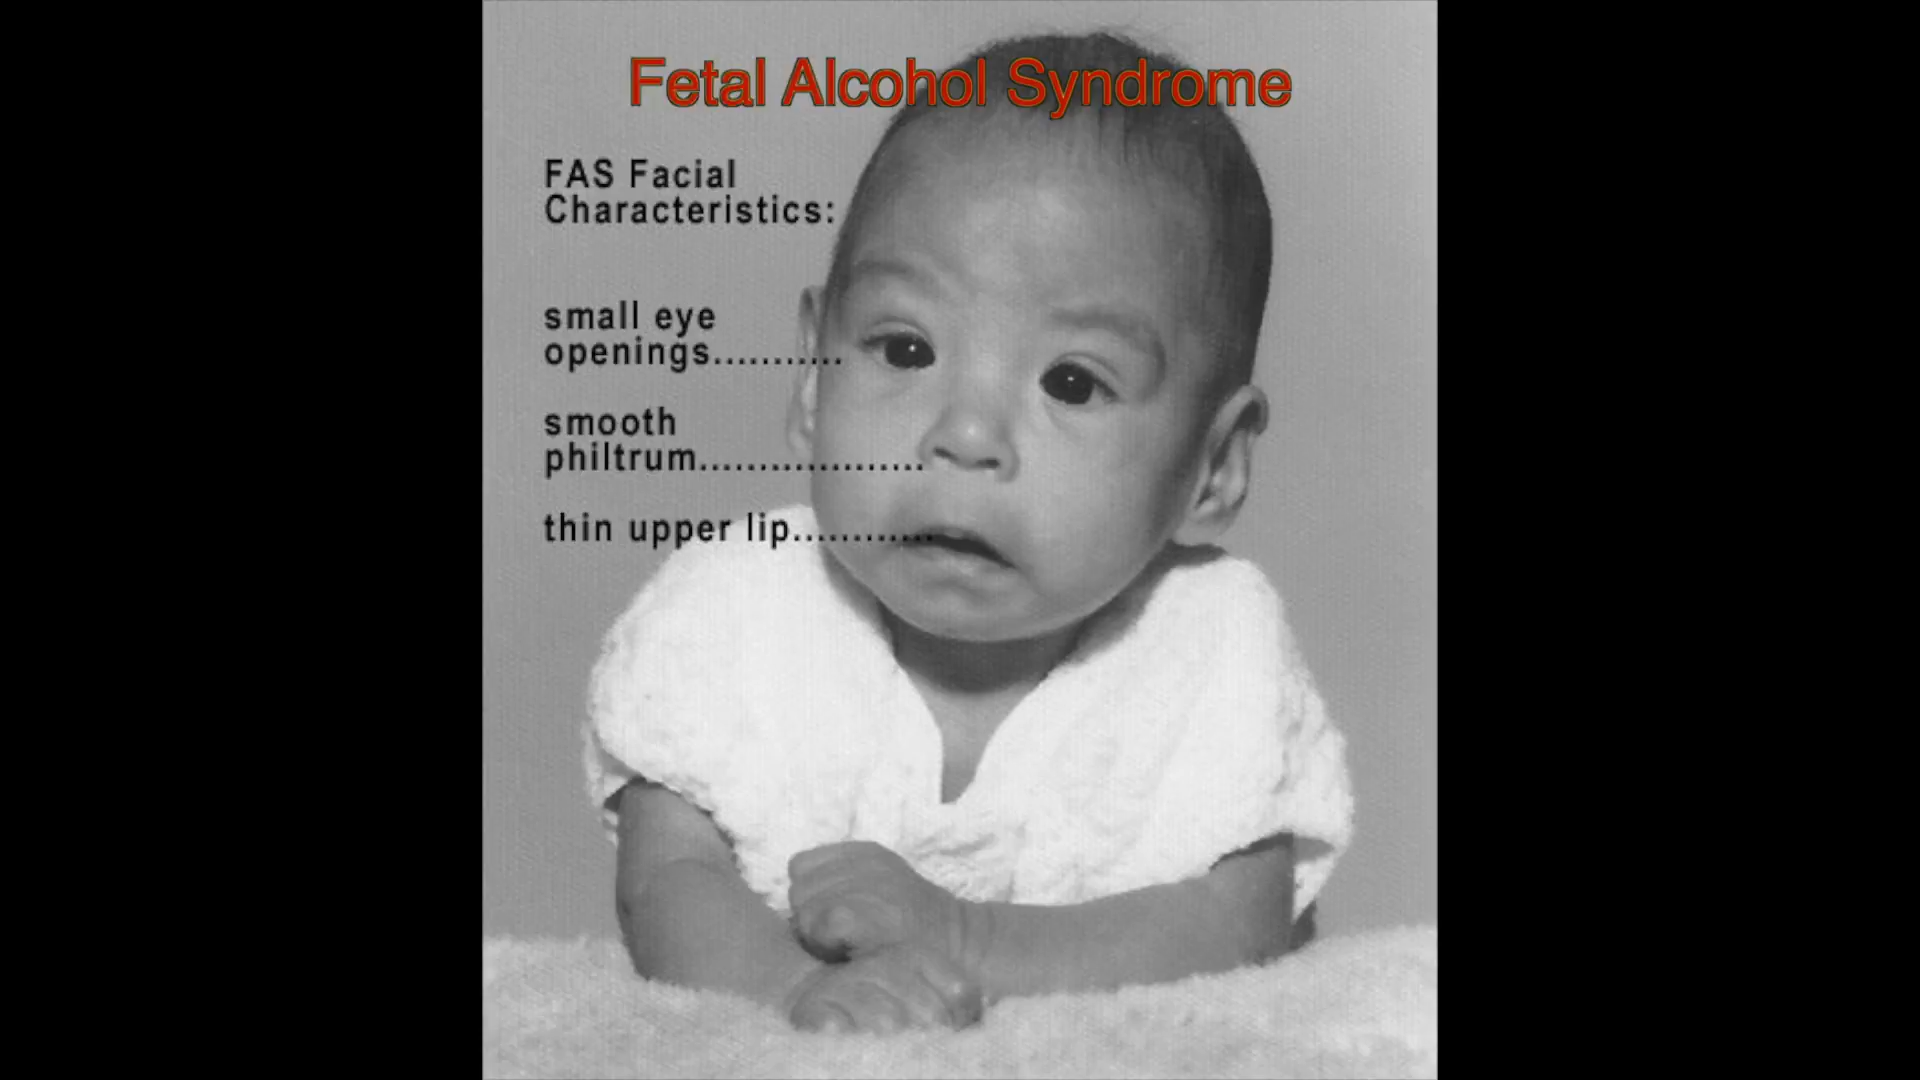 Fetal Alcohol Syndrome
FAS Facial
Characteristics:
small eye
openings...........
smooth
philtrum...................
thin upper lip............